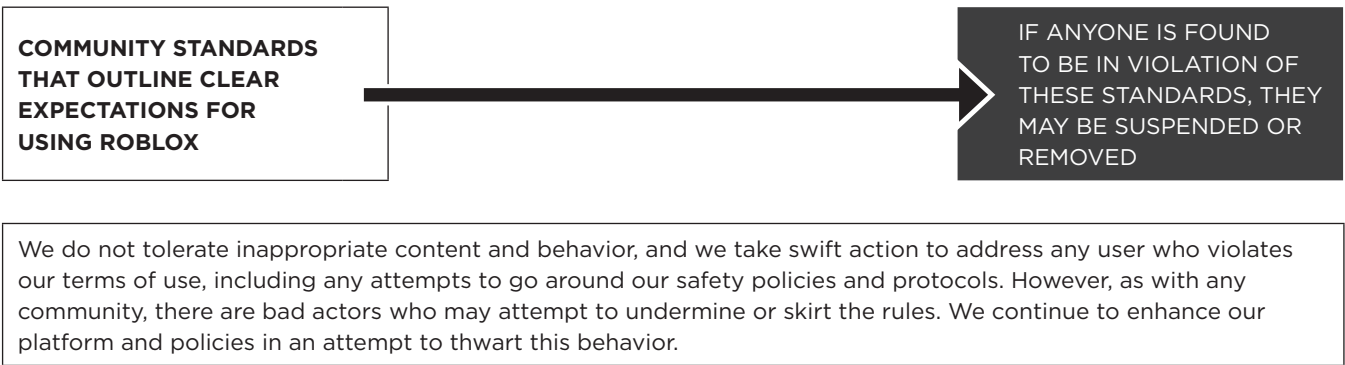 COMMUNITY STANDARDS
THAT OUTLINE CLEAR
EXPECTATIONS FOR
USING ROBLOX
IF ANYONE IS FOUND
TO BE IN VIOLATION OF
THESE STANDARDS, THEY
MAY BE SUSPENDED OR
REMOVED
We do not tolerate inappropriate content and behavior, and we take swift action to address any user who violates
our terms of use, including any attempts to go around our safety policies and protocols. However, as with any
community, there are bad actors who may attempt to undermine or skirt the rules. We continue to enhance our
platform and policies in an attempt to thwart this behavior.